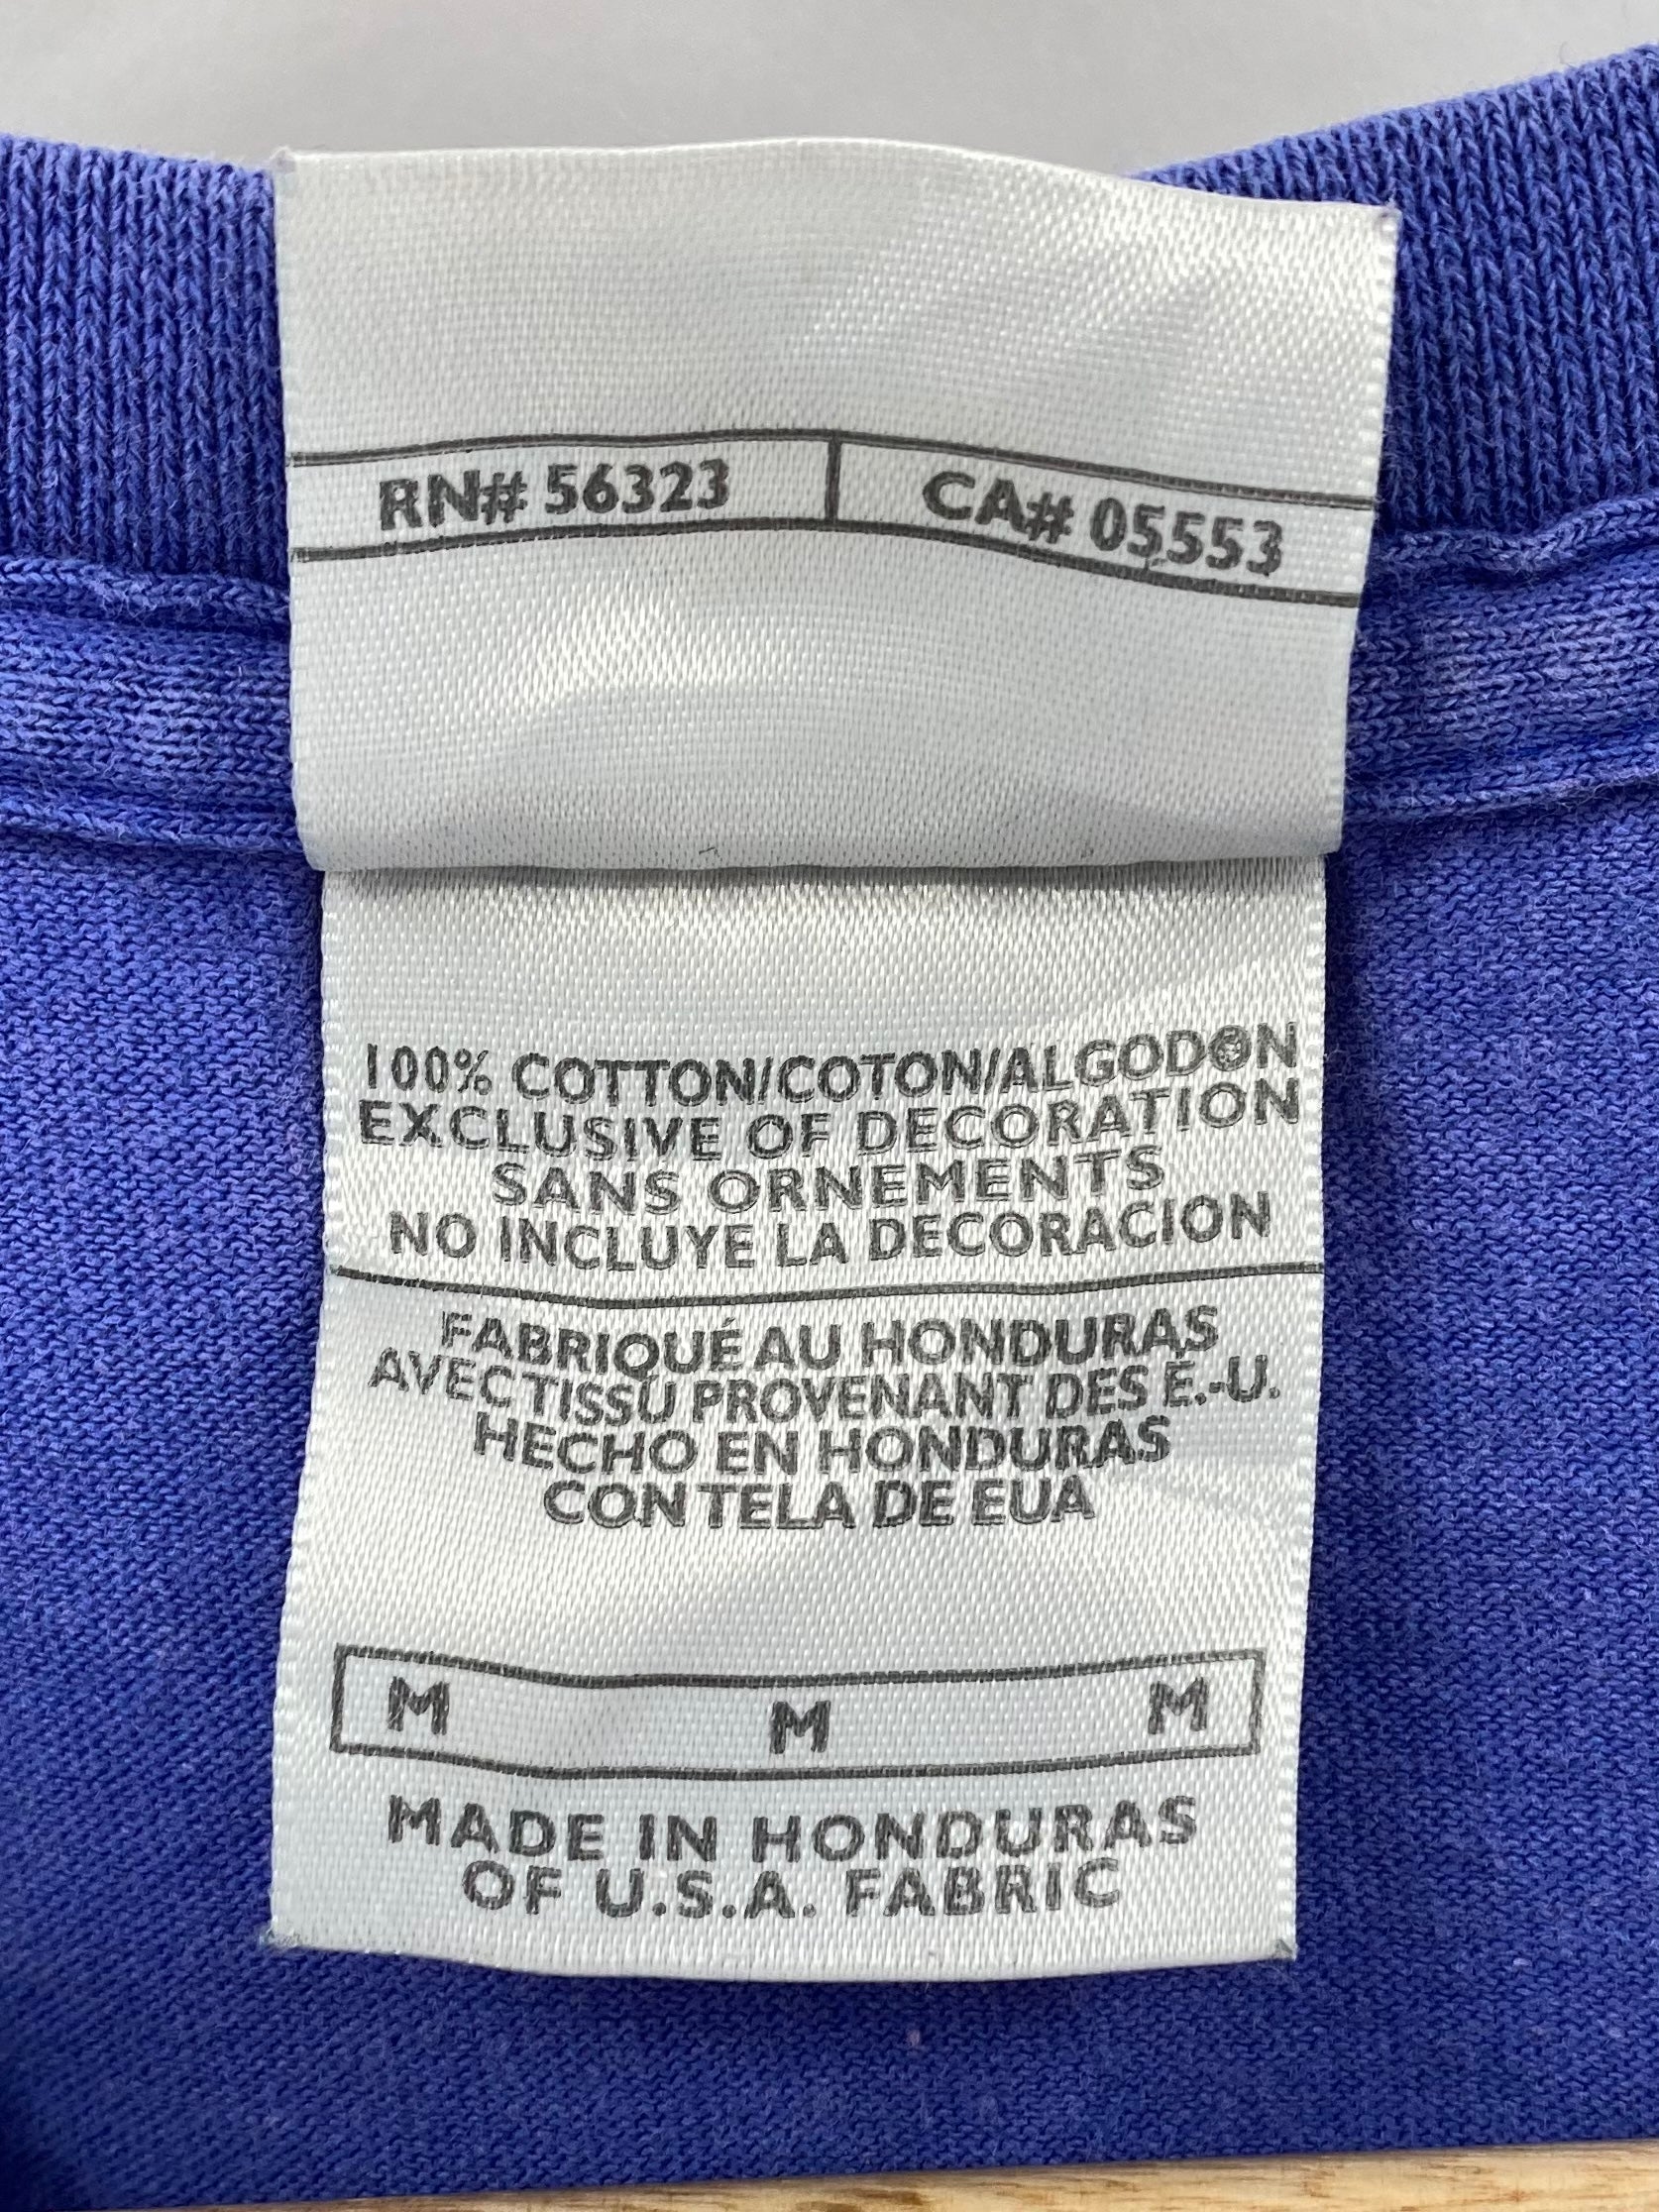 RN# 56323 CA# 05553
100% COTTON/COTON/ALGODON
EXCLUSIVE OF DECORATION
SANS ORNEMENTS
NO INCLUYE LA DECORACION
FABRIQUÉ AU HONDURAS
AVEC TISSU PROVENANT DES É.-U.
HECHO EN HONDURAS
CON TELA DE EUA
M M M
MADE IN HONDURAS
OF U.S.A. FABRIC